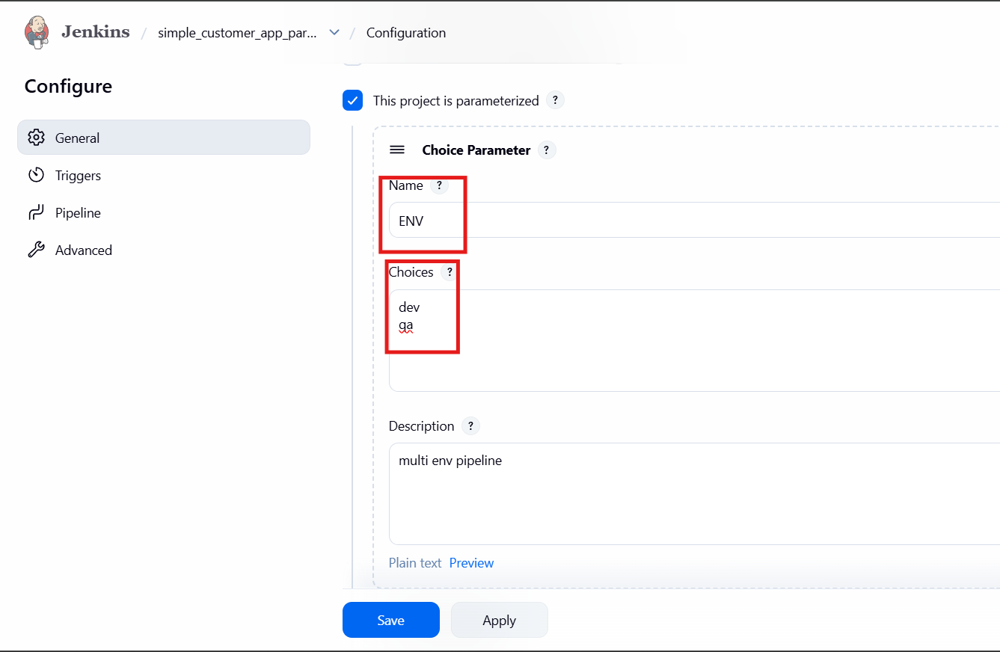 Jenkins / simple_customer_app_par... / Configuration
Configure
General
Triggers
Pipeline
Advanced
This project is parameterized ?
Choice Parameter ?
Name ?
ENV
Choices ?
dev
qa
Description ?
multi env pipeline
Plain text Preview
Save Apply